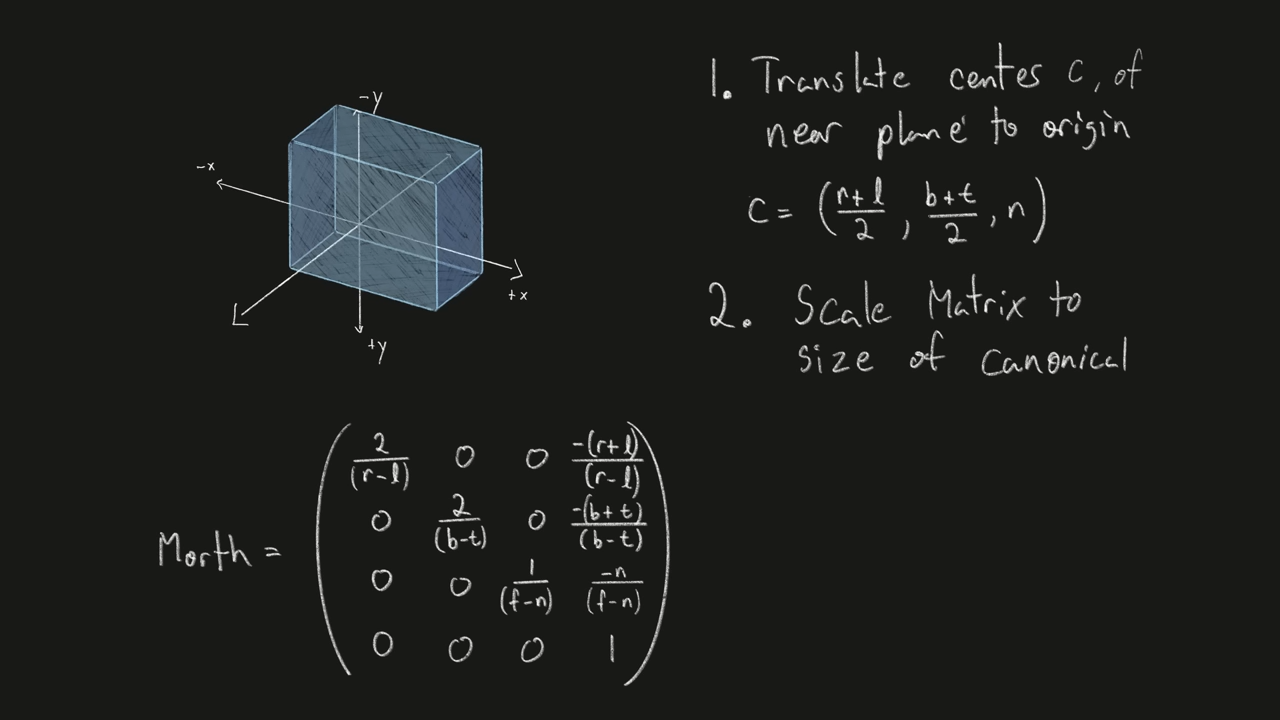 -y
-x
+x
+y
1. Translate centes c, of
near plane to origin
C = (r+l/2, b+t/2, n)
2. Scale Matrix to
size of canonical
Morth =
2/(r-l) 0 0 -(r+l)/(r-l)
0 2/(b-t) 0 -(b+t)/(b-t)
0 0 1/(f-n) -n/(f-n)
0 0 0 1